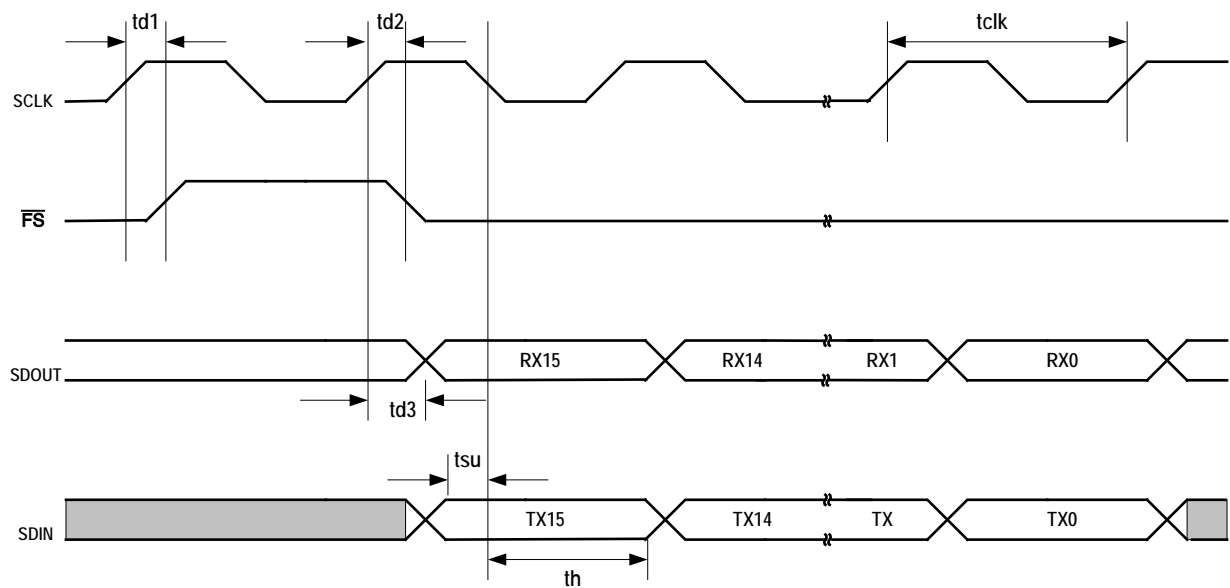 td1
td2
tclk
SCLK
FS
SDOUT
RX15
RX14
RX1
RX0
td3
tsu
SDIN
TX15
TX14
TX
TX0
th